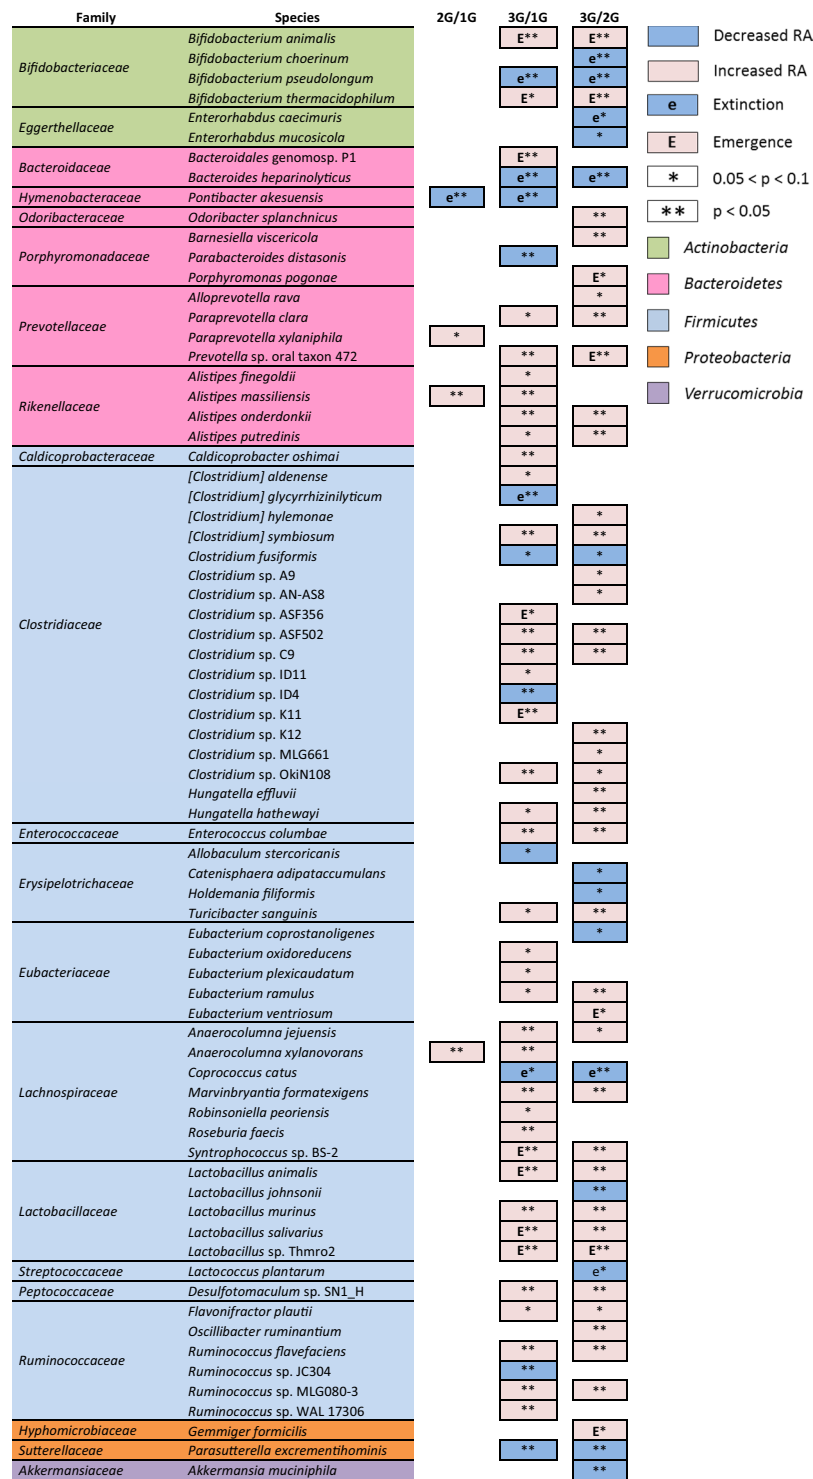 Family Species 2G/1G 3G/1G 3G/2G
Bifidobacteriaceae
Bifidobacterium animalis E** E**
Bifidobacterium choerinum e**
Bifidobacterium pseudolongum e** e**
Bifidobacterium thermacidophilum E* E**
Eggerthellaceae
Enterorhabdus caecimuris e*
Enterorhabdus mucosicola *
Bacteroidaceae
Bacteroidales genomosp. P1 E**
Bacteroides heparinolyticus e** e**
Hymenobacteraceae Pontibacter akesuensis e** e**
Odoribacteraceae Odoribacter splanchnicus **
Porphyromonadaceae
Barnesiella viscericola **
Parabacteroides distasonis **
Porphyromonas pogonae E*
Prevotellaceae
Alloprevotella rava *
Paraprevotella clara * **
Paraprevotella xylaniphila *
Prevotella sp. oral taxon 472 ** E**
Rikenellaceae
Alistipes finegoldii *
Alistipes massiliensis ** **
Alistipes onderdonkii ** **
Alistipes putredinis * **
Caldicoprobacteraceae Caldicoprobacter oshimai **
Clostridiaceae
[Clostridium] aldenense *
[Clostridium] glycyrrhizinilyticum e**
[Clostridium] hylemonae *
[Clostridium] symbiosum ** **
Clostridium fusiformis * *
Clostridium sp. A9 *
Clostridium sp. AN-AS8 *
Clostridium sp. ASF356 E*
Clostridium sp. ASF502 ** **
Clostridium sp. C9 ** **
Clostridium sp. ID11 *
Clostridium sp. ID4 **
Clostridium sp. K11 E**
Clostridium sp. K12 **
Clostridium sp. MLG661 *
Clostridium sp. OkiN108 ** *
Hungatella effluvii **
Hungatella hathewayi * **
Enterococcaceae Enterococcus columbae ** **
Erysipelotrichaceae
Allobaculum stercoricanis *
Catenisphaera adipataccumulans *
Holdemania filiformis *
Turicibacter sanguinis * **
Eubacteriaceae
Eubacterium coprostanoligenes *
Eubacterium oxidoreducens *
Eubacterium plexicaudatum *
Eubacterium ramulus * **
Eubacterium ventriosum E*
Lachnospiraceae
Anaerocolumna jejuensis ** *
Anaerocolumna xylanovorans ** **
Coprococcus catus e* e**
Marvinbryantia formatexigens ** **
Robinsoniella peoriensis *
Roseburia faecis **
Syntrophococcus sp. BS-2 E** **
Lactobacillaceae
Lactobacillus animalis E** **
Lactobacillus johnsonii **
Lactobacillus murinus ** **
Lactobacillus salivarius E** **
Lactobacillus sp. Thmro2 E** E**
Streptococcaceae Lactococcus plantarum e*
Peptococcaceae Desulfotomaculum sp. SN1_H ** **
Ruminococcaceae
Flavonifractor plautii * *
Oscillibacter ruminantium **
Ruminococcus flavefaciens ** **
Ruminococcus sp. JC304 **
Ruminococcus sp. MLG080-3 ** **
Ruminococcus sp. WAL 17306 **
Hyphomicrobiaceae Gemmiger formicilis E*
Sutterellaceae Parasutterella excrementihominis ** **
Akkermansiaceae Akkermansia muciniphila **
Decreased RA
Increased RA
e Extinction
E Emergence
* 0.05 < p < 0.1
** p < 0.05
Actinobacteria
Bacteroidetes
Firmicutes
Proteobacteria
Verrucomicrobia